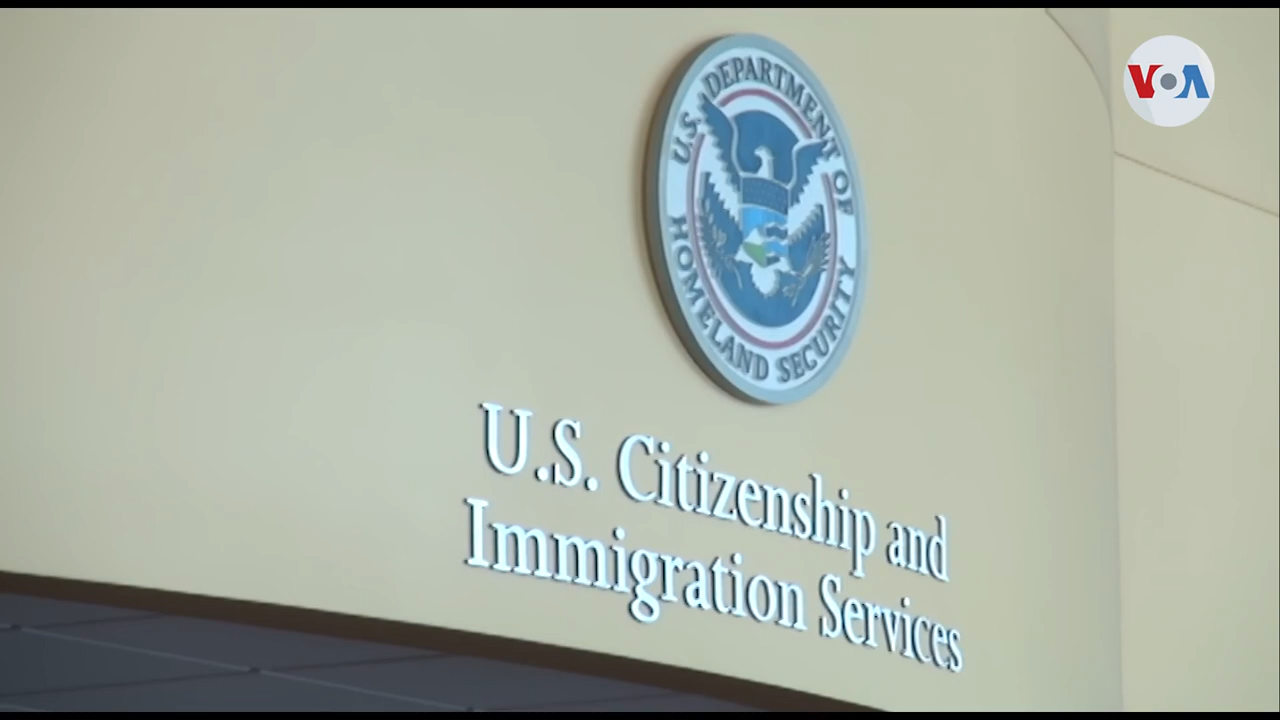 VOA
U.S. DEPARTMENT OF
HOMELAND SECURITY
U.S. Citizenship and
Immigration Services